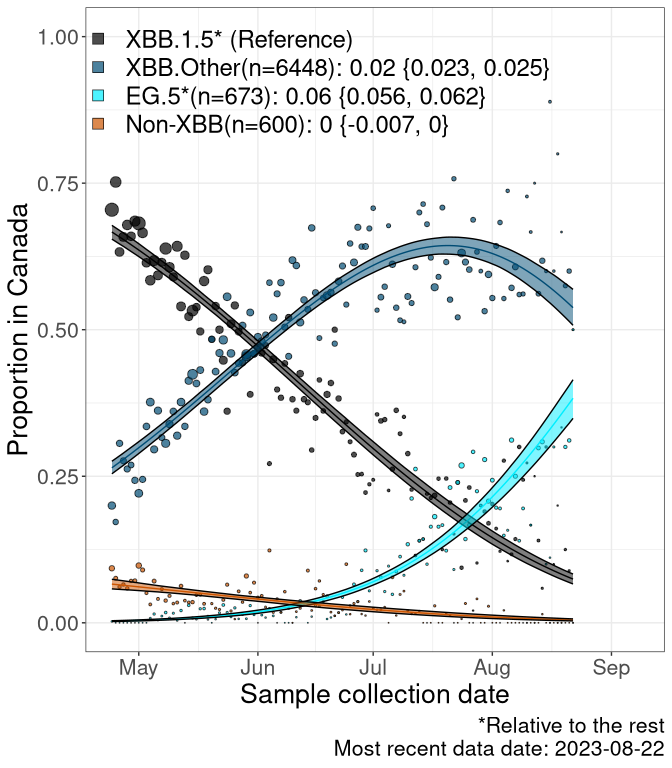 XBB.1.5* (Reference)
XBB.Other(n=6448): 0.02 {0.023, 0.025}
EG.5*(n=673): 0.06 {0.056, 0.062}
Non-XBB(n=600): 0 {-0.007, 0}
Proportion in Canada
1.00
0.75
0.50
0.25
0.00
May Jun Jul Aug Sep
Sample collection date
*Relative to the rest
Most recent data date: 2023-08-22